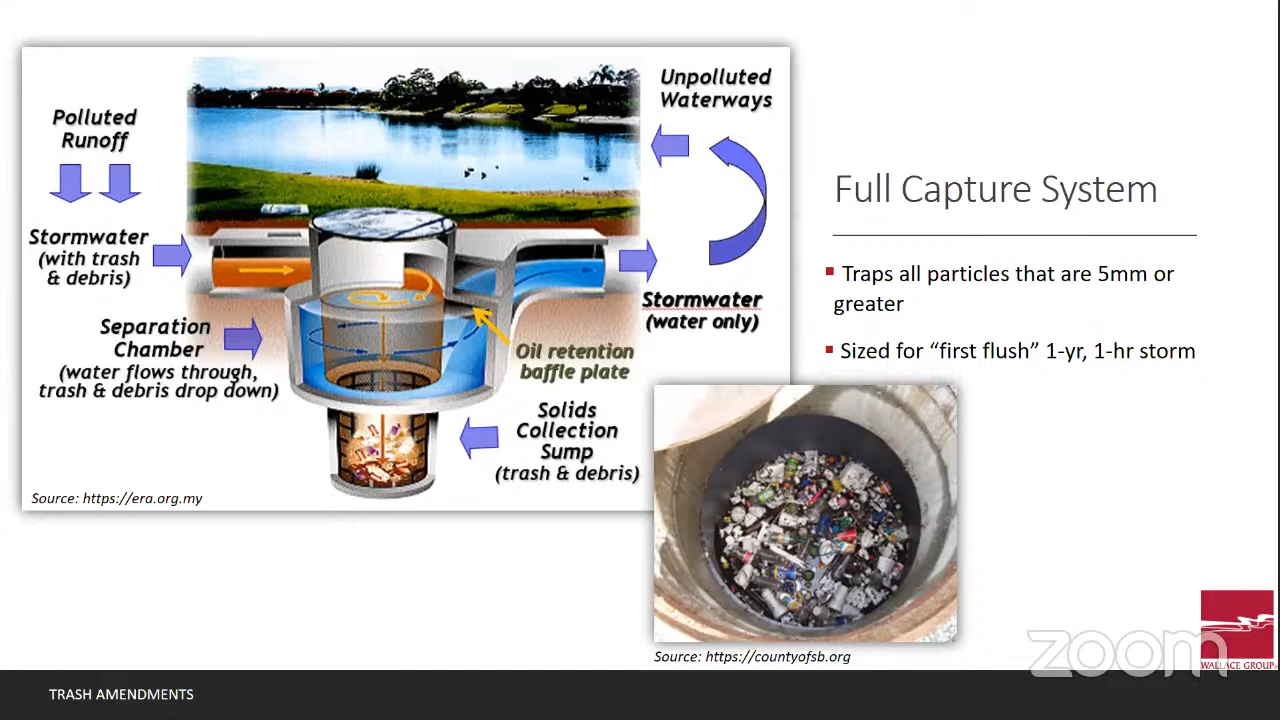 Polluted
Runoff
Unpolluted
Waterways
Stormwater
(with trash
& debris)
Separation
Chamber
(water flows through,
trash & debris drop down)
Stormwater
(water only)
Oil retention
baffle plate
Solids
Collection
Sump
(trash & debris)
Source: https://era.org.my
Full Capture System
▪ Traps all particles that are 5mm or
greater
▪ Sized for “first flush” 1-yr, 1-hr storm
Source: https://countyofsb.org
zoom
WALLACE GROUP
TRASH AMENDMENTS